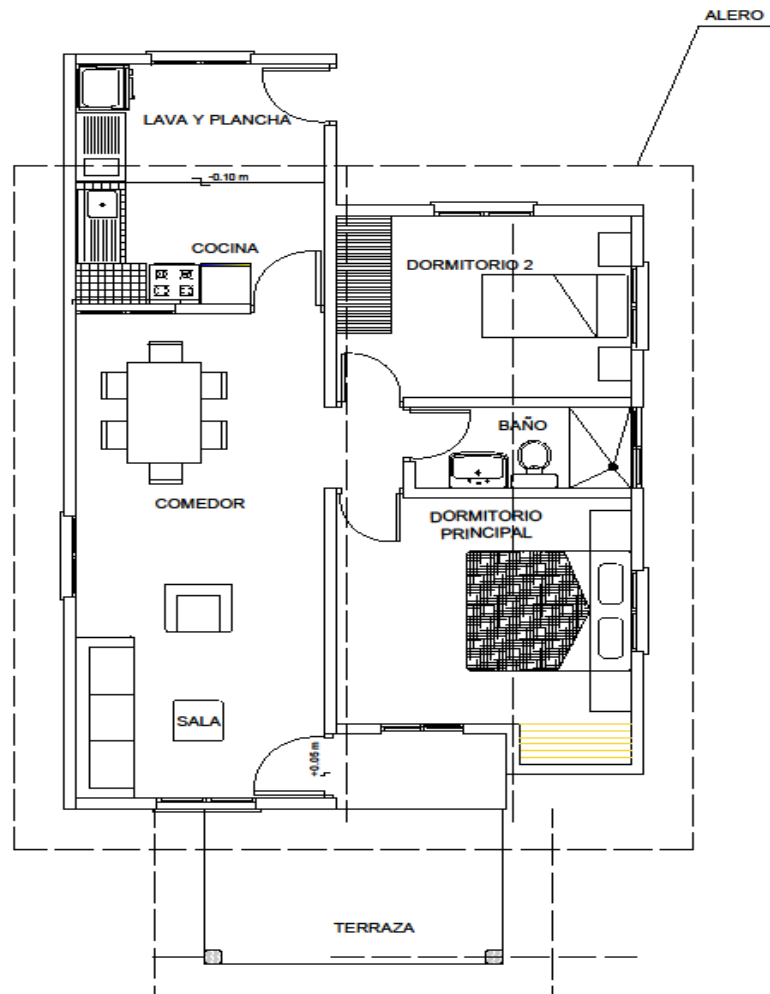 ALERO
LAVA Y PLANCHA
-0.10 m
COCINA
DORMITORIO 2
BAÑO
COMEDOR
DORMITORIO
PRINCIPAL
SALA
+0.05 m
TERRAZA